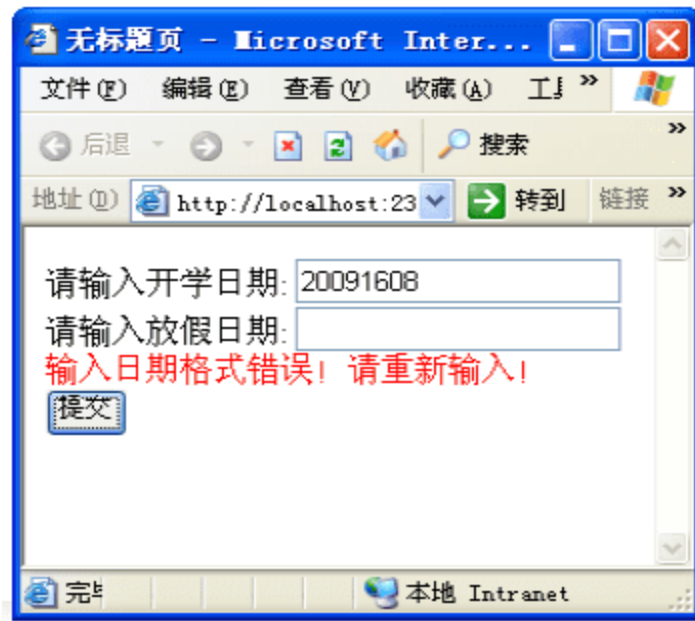 无标题页 - Microsoft Inter...
文件(F) 编辑(E) 查看(V) 收藏(A) »
后退 搜索 »
地址(D) http://localhost:23 转到 链接 »
请输入开学日期: 20091608
请输入放假日期:
输入日期格式错误! 请重新输入!
提交
本地 Intranet